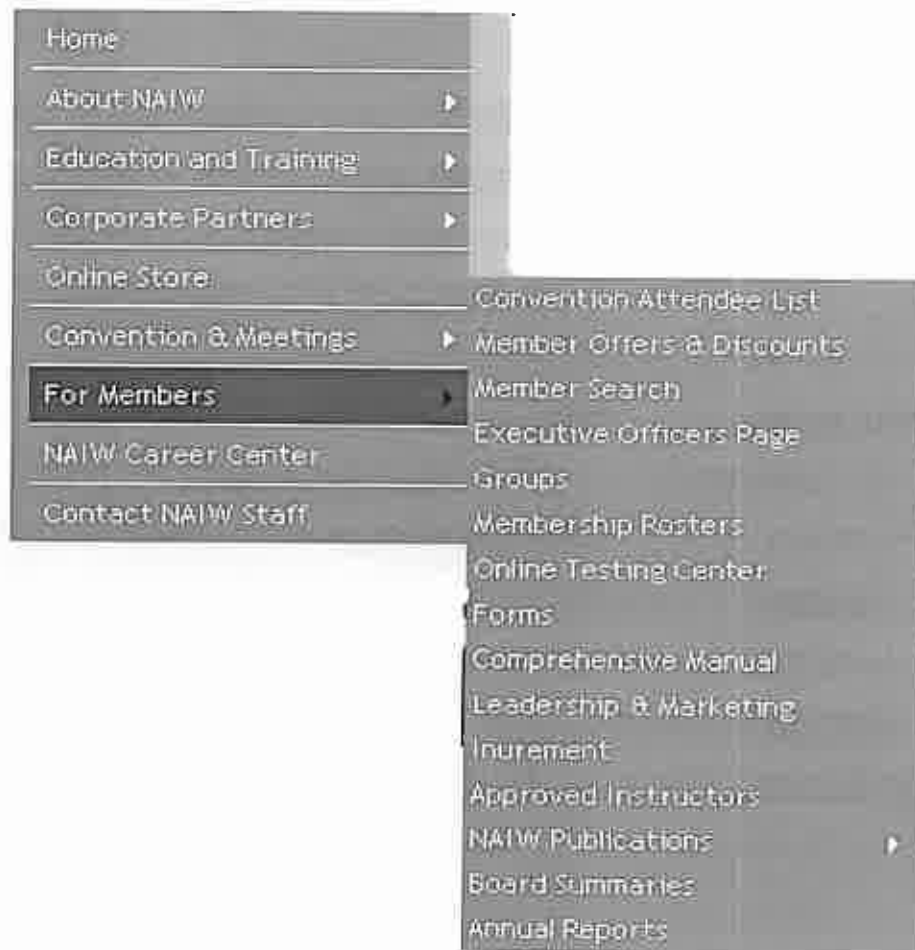 Home
About NAIW
Education and Training
Corporate Partners
Online Store
Convention & Meetings
For Members
NAIW Career Center
Contact NAIW Staff
Convention Attendee List
Member Offers & Discounts
Member Search
Executive Officers Page
Groups
Membership Rosters
Online Testing Center
Forms
Comprehensive Manual
Leadership & Marketing
Inurement
Approved Instructors
NAIW Publications
Board Summaries
Annual Reports